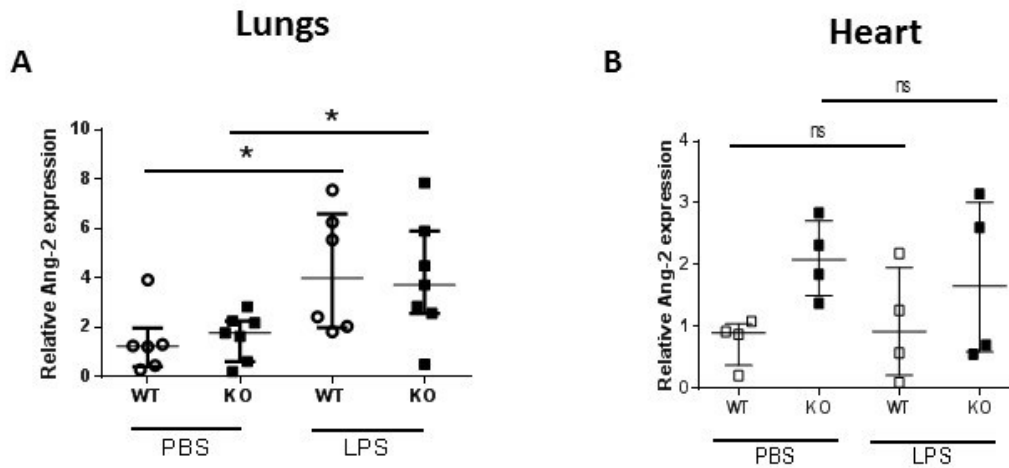 Lungs
A
*
*
Relative Ang-2 expression
10
8
6
4
2
0
WT
KO
WT
KO
PBS
LPS
Heart
B
ns
ns
Relative Ang-2 expression
4
3
2
1
0
WT
KO
WT
KO
PBS
LPS